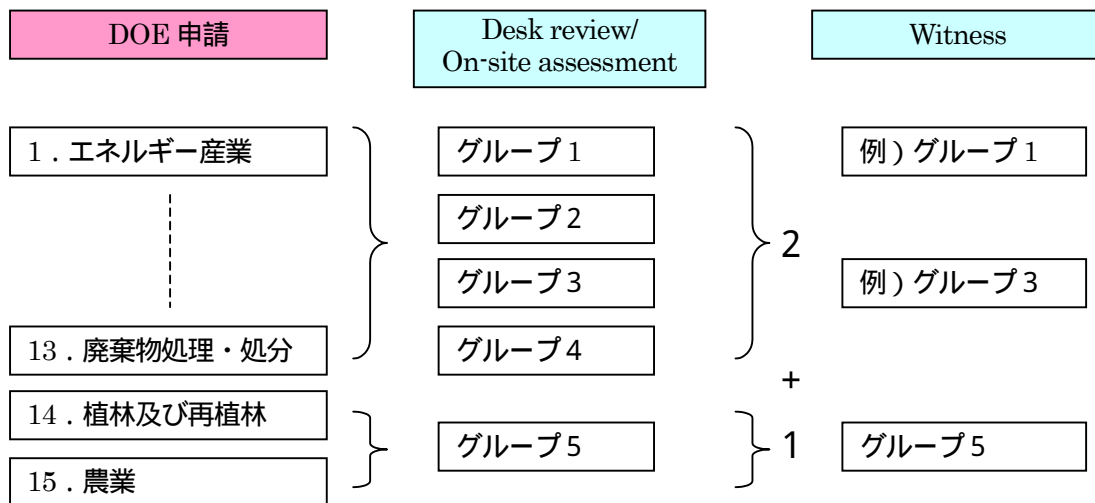 DOE 申請
Desk review/
On-site assessment
Witness
1．エネルギー産業
グループ 1
例）グループ 1
グループ 2
2
グループ 3
例）グループ 3
13．廃棄物処理・処分
グループ 4
+
14．植林及び再植林
グループ 5
1
グループ 5
15．農業